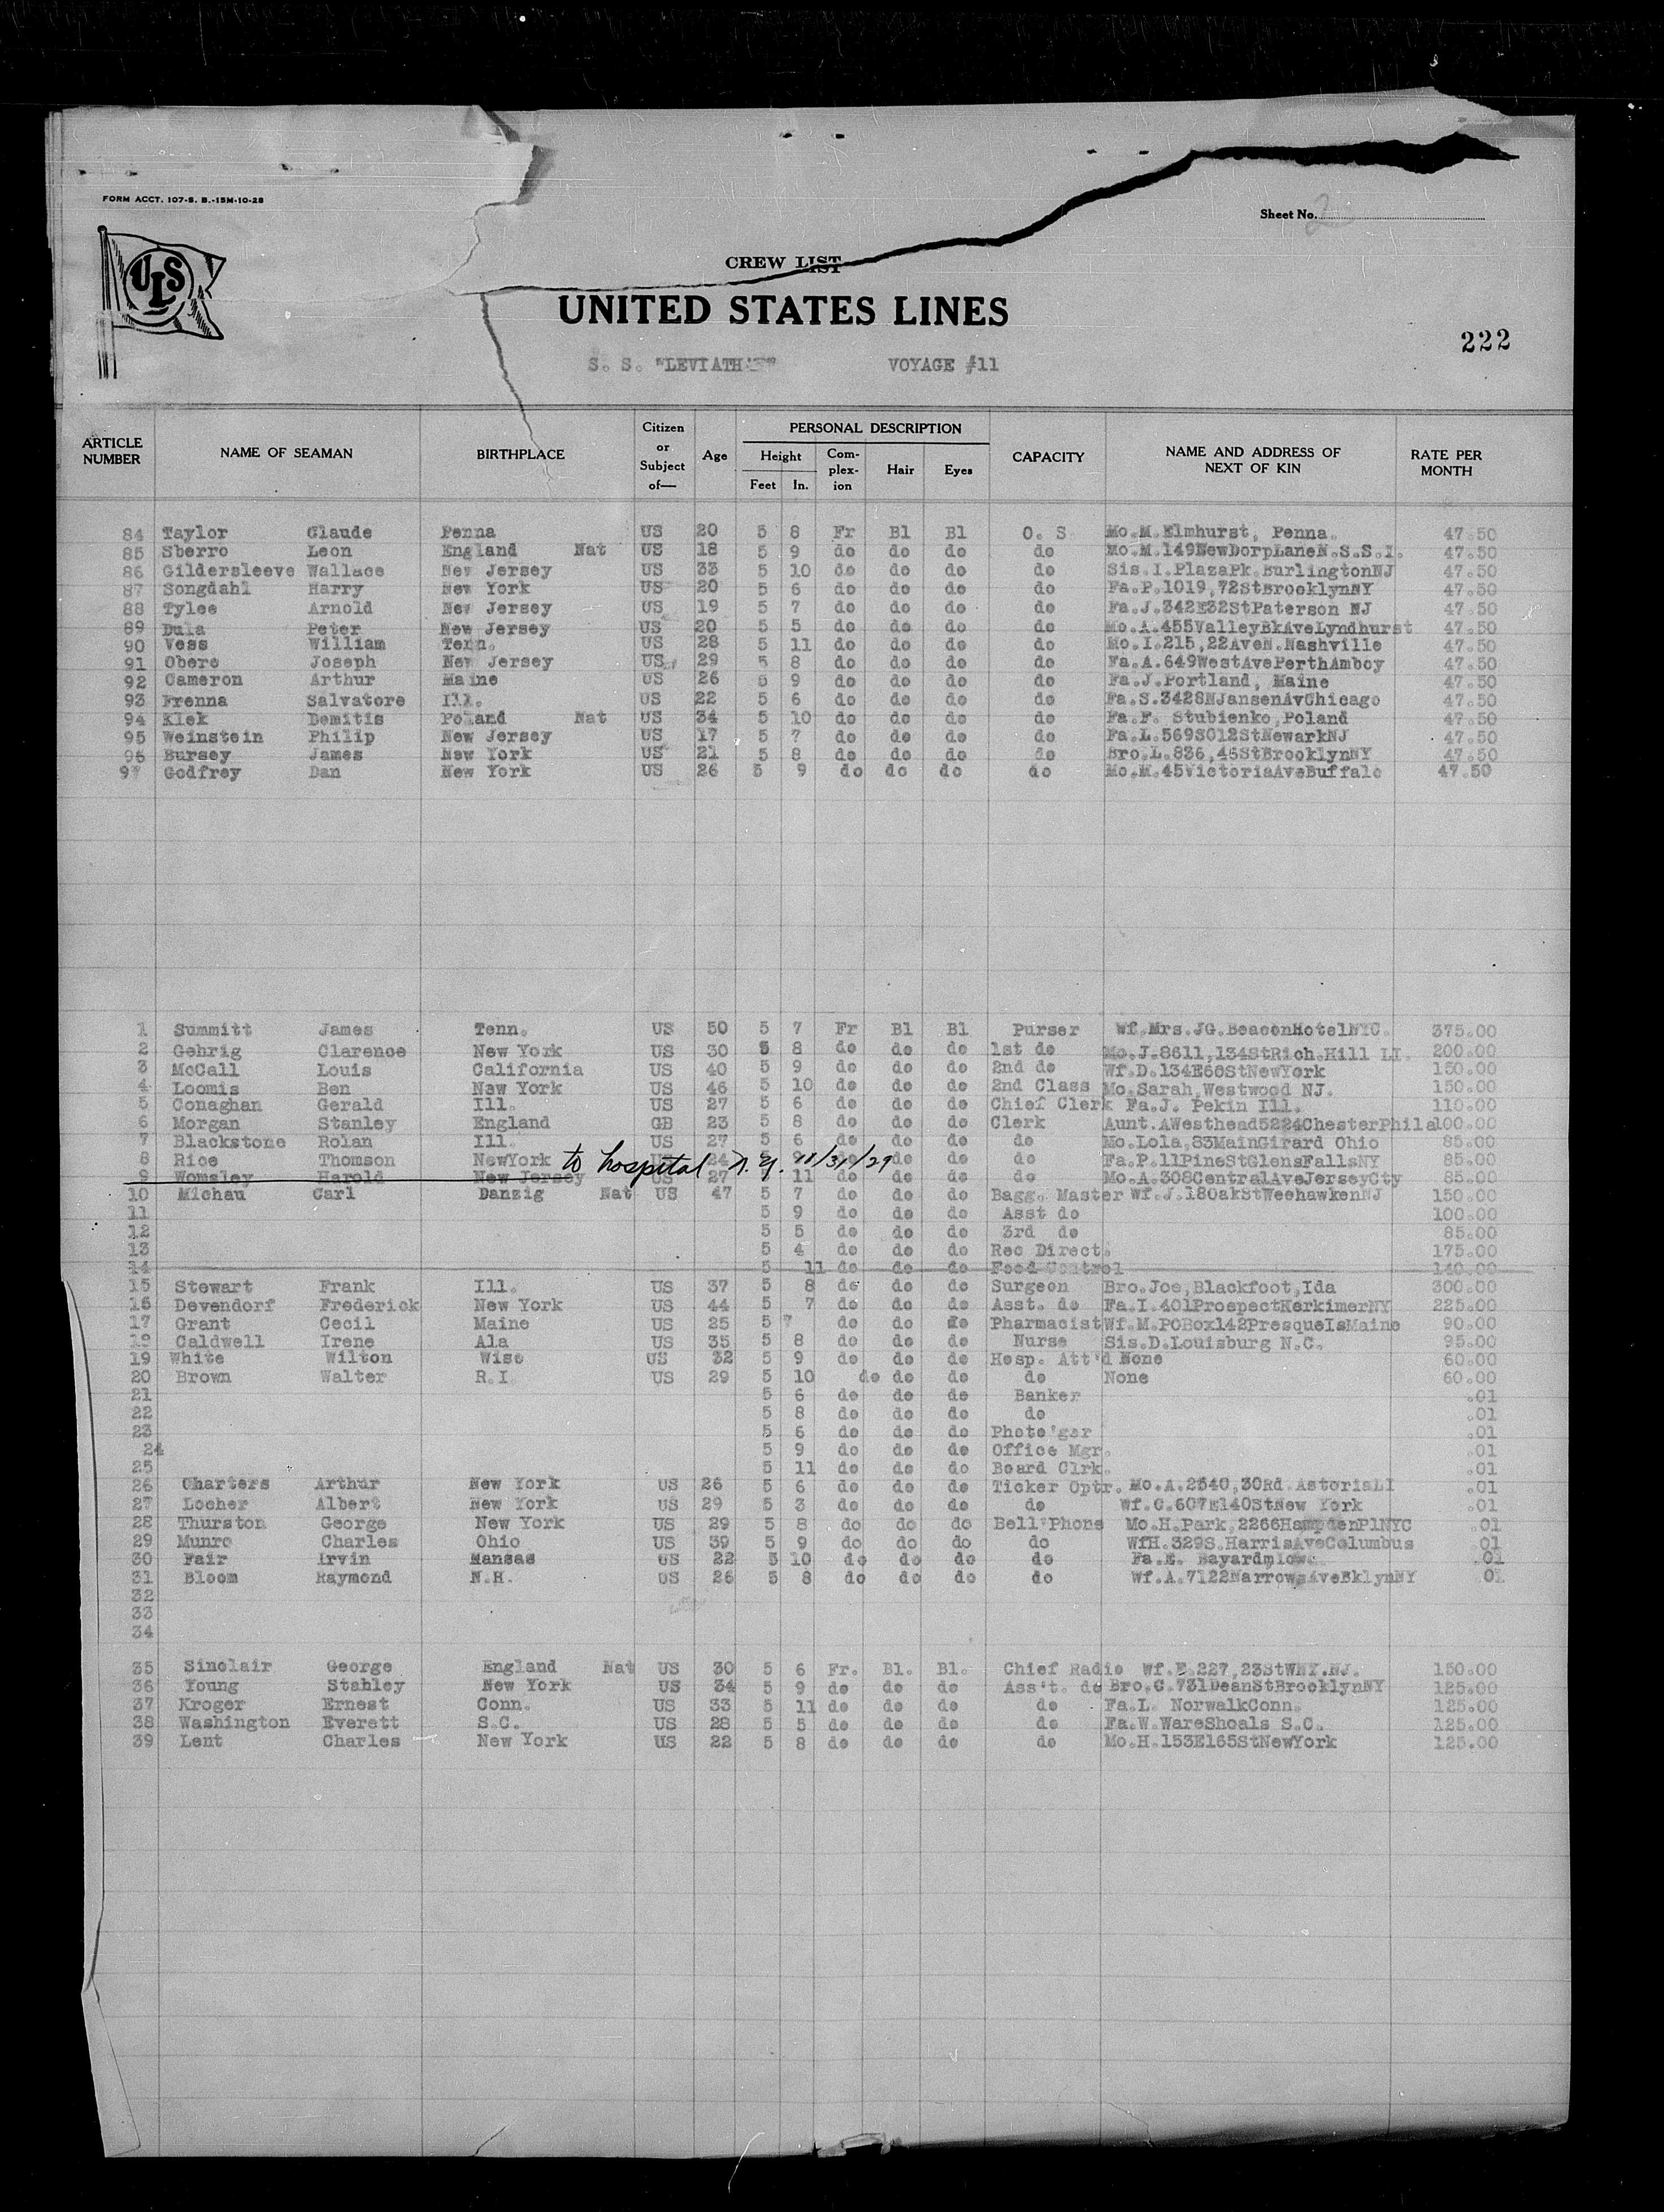 FORM ACCT. 107-S. B.-15M-10-28
Sheet No. 2
ULS
CREW LIST
UNITED STATES LINES
222
S. S. "LEVIATH VOYAGE #11
ARTICLE NUMBER NAME OF SEAMAN BIRTHPLACE Citizen or Subject of— Age PERSONAL DESCRIPTION Height Feet In. Com-plex-ion Hair Eyes CAPACITY NAME AND ADDRESS OF NEXT OF KIN RATE PER MONTH
84 Taylor Glaude Penna US 20 5 8 Fr Bl Bl O. S Mo.M.Elmhurst, Penna. 47.50
85 Sberro Leon England Nat US 18 5 9 do do do do Mo.M.149NewDorpLaneN.S.S.I. 47.50
86 Gildersleeve Wallace New Jersey US 33 5 10 do do do do Sis.I.PlazaPk.BurlingtonNJ 47.50
87 Songdahl Harry New York US 20 5 6 do do do do Fa.P.1019,72StBrooklynNY 47.50
88 Tylee Arnold New Jersey US 19 5 7 do do do do Fa.J.342E32StPaterson NJ 47.50
89 Dula Peter New Jersey US 20 5 5 do do do do Mo.A.455ValleyBkAveLyndhurst 47.50
90 Vess William Tenn. US 28 5 11 do do do do Mo.I.215,22AveN.Nashville 47.50
91 Obero Joseph New Jersey US 29 5 8 do do do do Fa.A.649WestAvePerthAmboy 47.50
92 Cameron Arthur Maine US 26 5 9 do do do do Fa.J.Portland, Maine 47.50
93 Frenna Salvatore Ill. US 22 5 6 do do do do Fa.S.3428NJansenAvChicago 47.50
94 Klek Demitis Poland Nat US 34 5 10 do do do do Fa.F. Stubienko,Poland 47.50
95 Weinstein Philip New Jersey US 17 5 7 do do do do Fa.L.569SO12StNewarkNJ 47.50
96 Bursey James New York US 21 5 8 do do do do Bro.L.836,46StBrooklynNY 47.50
97 Godfrey Dan New York US 26 5 9 do do do do Mo.M.45VictoriaAveBuffalo 47.50
1 Summitt James Tenn. US 50 5 7 Fr Bl Bl Purser Wf.Mrs.JG.BeaconHotelNYC. 375.00
2 Gehrig Clarence New York US 30 5 8 do do do 1st do Mo.J.8611,134StRich.Hill LI. 200.00
3 McCall Louis California US 40 5 9 do do do 2nd do Wf.D.134E68StNewYork 150.00
4 Loomis Ben New York US 46 5 10 do do do 2nd Class Mo.Sarah,Westwood NJ. 150.00
5 Conaghan Gerald Ill. US 27 5 6 do do do Chief Clerk Fa.J. Pekin Ill. 110.00
6 Morgan Stanley England GB 23 5 8 do do do Clerk Aunt.AWesthead5224ChesterPhila100.00
7 Blackstone Rolan Ill. US 27 5 6 do do do do Mo.Lola,83MainGirard Ohio 85.00
8 Rice Thomson NewYork US 24 5 9 do do do do Fa.P.11PineStGlensFallsNY 85.00
to hospital N.Y. 11/31/29
9 Womsley Harold New Jersey US 27 5 11 do do do do Mo.A.308CentralAveJerseyCty 85.00
10 Michau Carl Danzig Nat US 47 5 7 do do do Bagg. Master Wf.J.180akStWeehawkenNJ 150.00
11 5 9 do do do Asst do 100.00
12 5 5 do do do 3rd do 85.00
13 5 4 do do do Rec Direct. 175.00
14 5 11 do do do Food Control 140.00
15 Stewart Frank Ill. US 37 5 8 do do do Surgeon Bro.Joe,Blackfoot,Ida 300.00
16 Devendorf Frederick New York US 44 5 7 do do do Asst. do Fa.I.401ProspectHerkimerNY 225.00
17 Grant Cecil Maine US 25 5 7 do do do Pharmacist Wf.M.POBox142PresqueIsMaine 90.00
18 Caldwell Irene Ala US 35 5 8 do do do Nurse Sis.D.Louisburg N.C. 95.00
19 White Wilton Wisc US 32 5 9 do do do Hosp. Att'd None 60.00
20 Brown Walter R.I. US 29 5 10 do do do do None 60.00
21 5 6 do do do Banker .01
22 5 8 do do do do .01
23 5 6 do do do Photo'ger .01
24 5 9 do do do Office Mgr. .01
25 5 11 do do do Board Clrk. .01
26 Charters Arthur New York US 26 5 6 do do do Ticker Optr. Mo.A.2540,30Rd.AstoriaLI .01
27 Locher Albert New York US 29 5 3 do do do do Wf.C.607E140StNew York .01
28 Thurston George New York US 29 5 8 do do do Bell'Phone Mo.H.Park,2266HampdenPlNYC .01
29 Munro Charles Ohio US 39 5 9 do do do do WfH.329S.HarrisAveColumbus .01
30 Fair Irvin Kansas US 22 5 10 do do do do Fa.E. Bayard .01
31 Bloom Raymond N.H. US 26 5 8 do do do do Wf.A.7122NarrowsAveBklynNY 01
32
33
34
35 Sinclair George England Nat US 30 5 6 Fr. Bl. Bl. Chief Radio Wf.E.227,23StWNY.NJ. 150.00
36 Young Stahley New York US 34 5 9 do do do Ass't. do Bro.C.731DeanStBrooklynNY 125.00
37 Kroger Ernest Conn. US 33 5 11 do do do do Fa.L. NorwalkConn. 125.00
38 Washington Everett S.C. US 28 5 5 do do do do Fa.W.WareShoals S.C. 125.00
39 Lent Charles New York US 22 5 8 do do do do Mo.H.153E165StNewYork 125.00